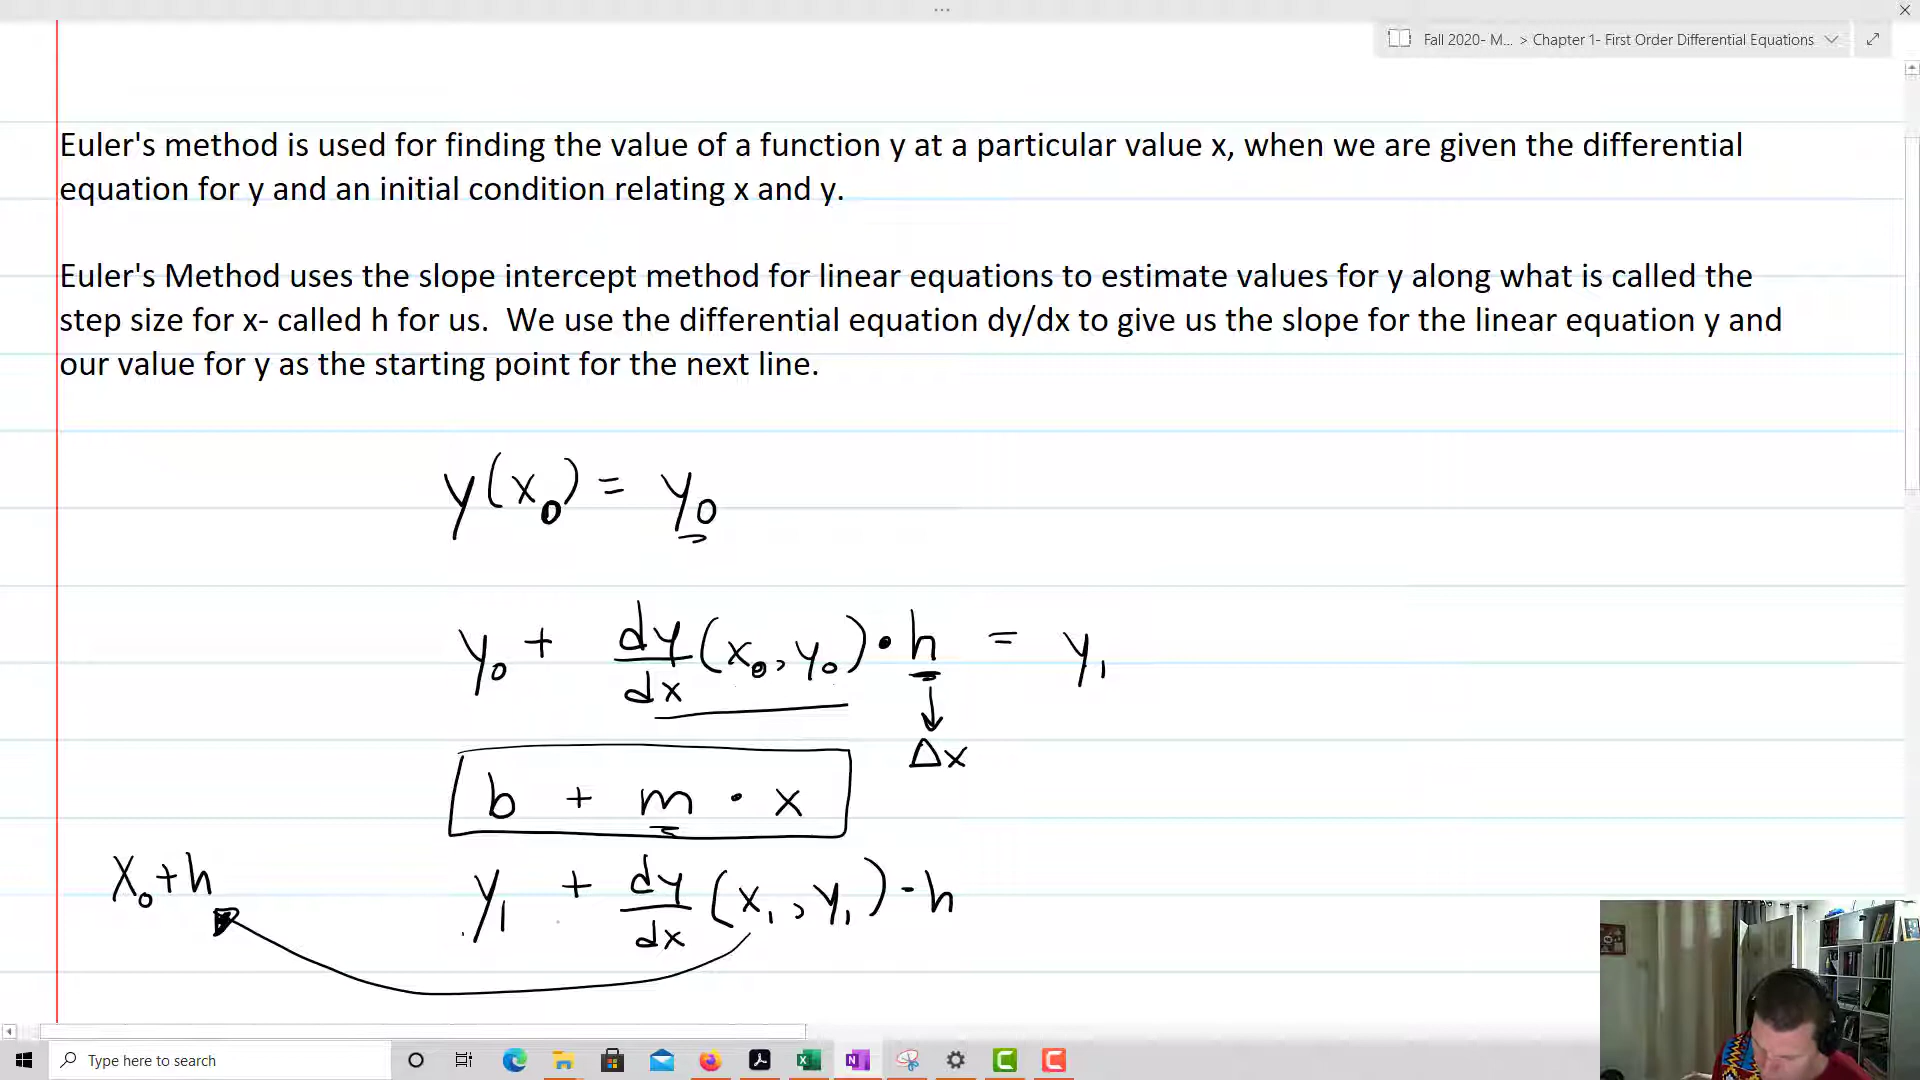 ...
Fall 2020- M... > Chapter 1- First Order Differential Equations
Euler's method is used for finding the value of a function y at a particular value x, when we are given the differential
equation for y and an initial condition relating x and y.
Euler's Method uses the slope intercept method for linear equations to estimate values for y along what is called the
step size for x- called h for us.  We use the differential equation dy/dx to give us the slope for the linear equation y and
our value for y as the starting point for the next line.
y(x₀) = y₀
y₀ + dy/dx (x₀, y₀) • h = y₁
Δx
b + m • x
x₀+h
y₁ + dy/dx (x₁, y₁) • h
Type here to search